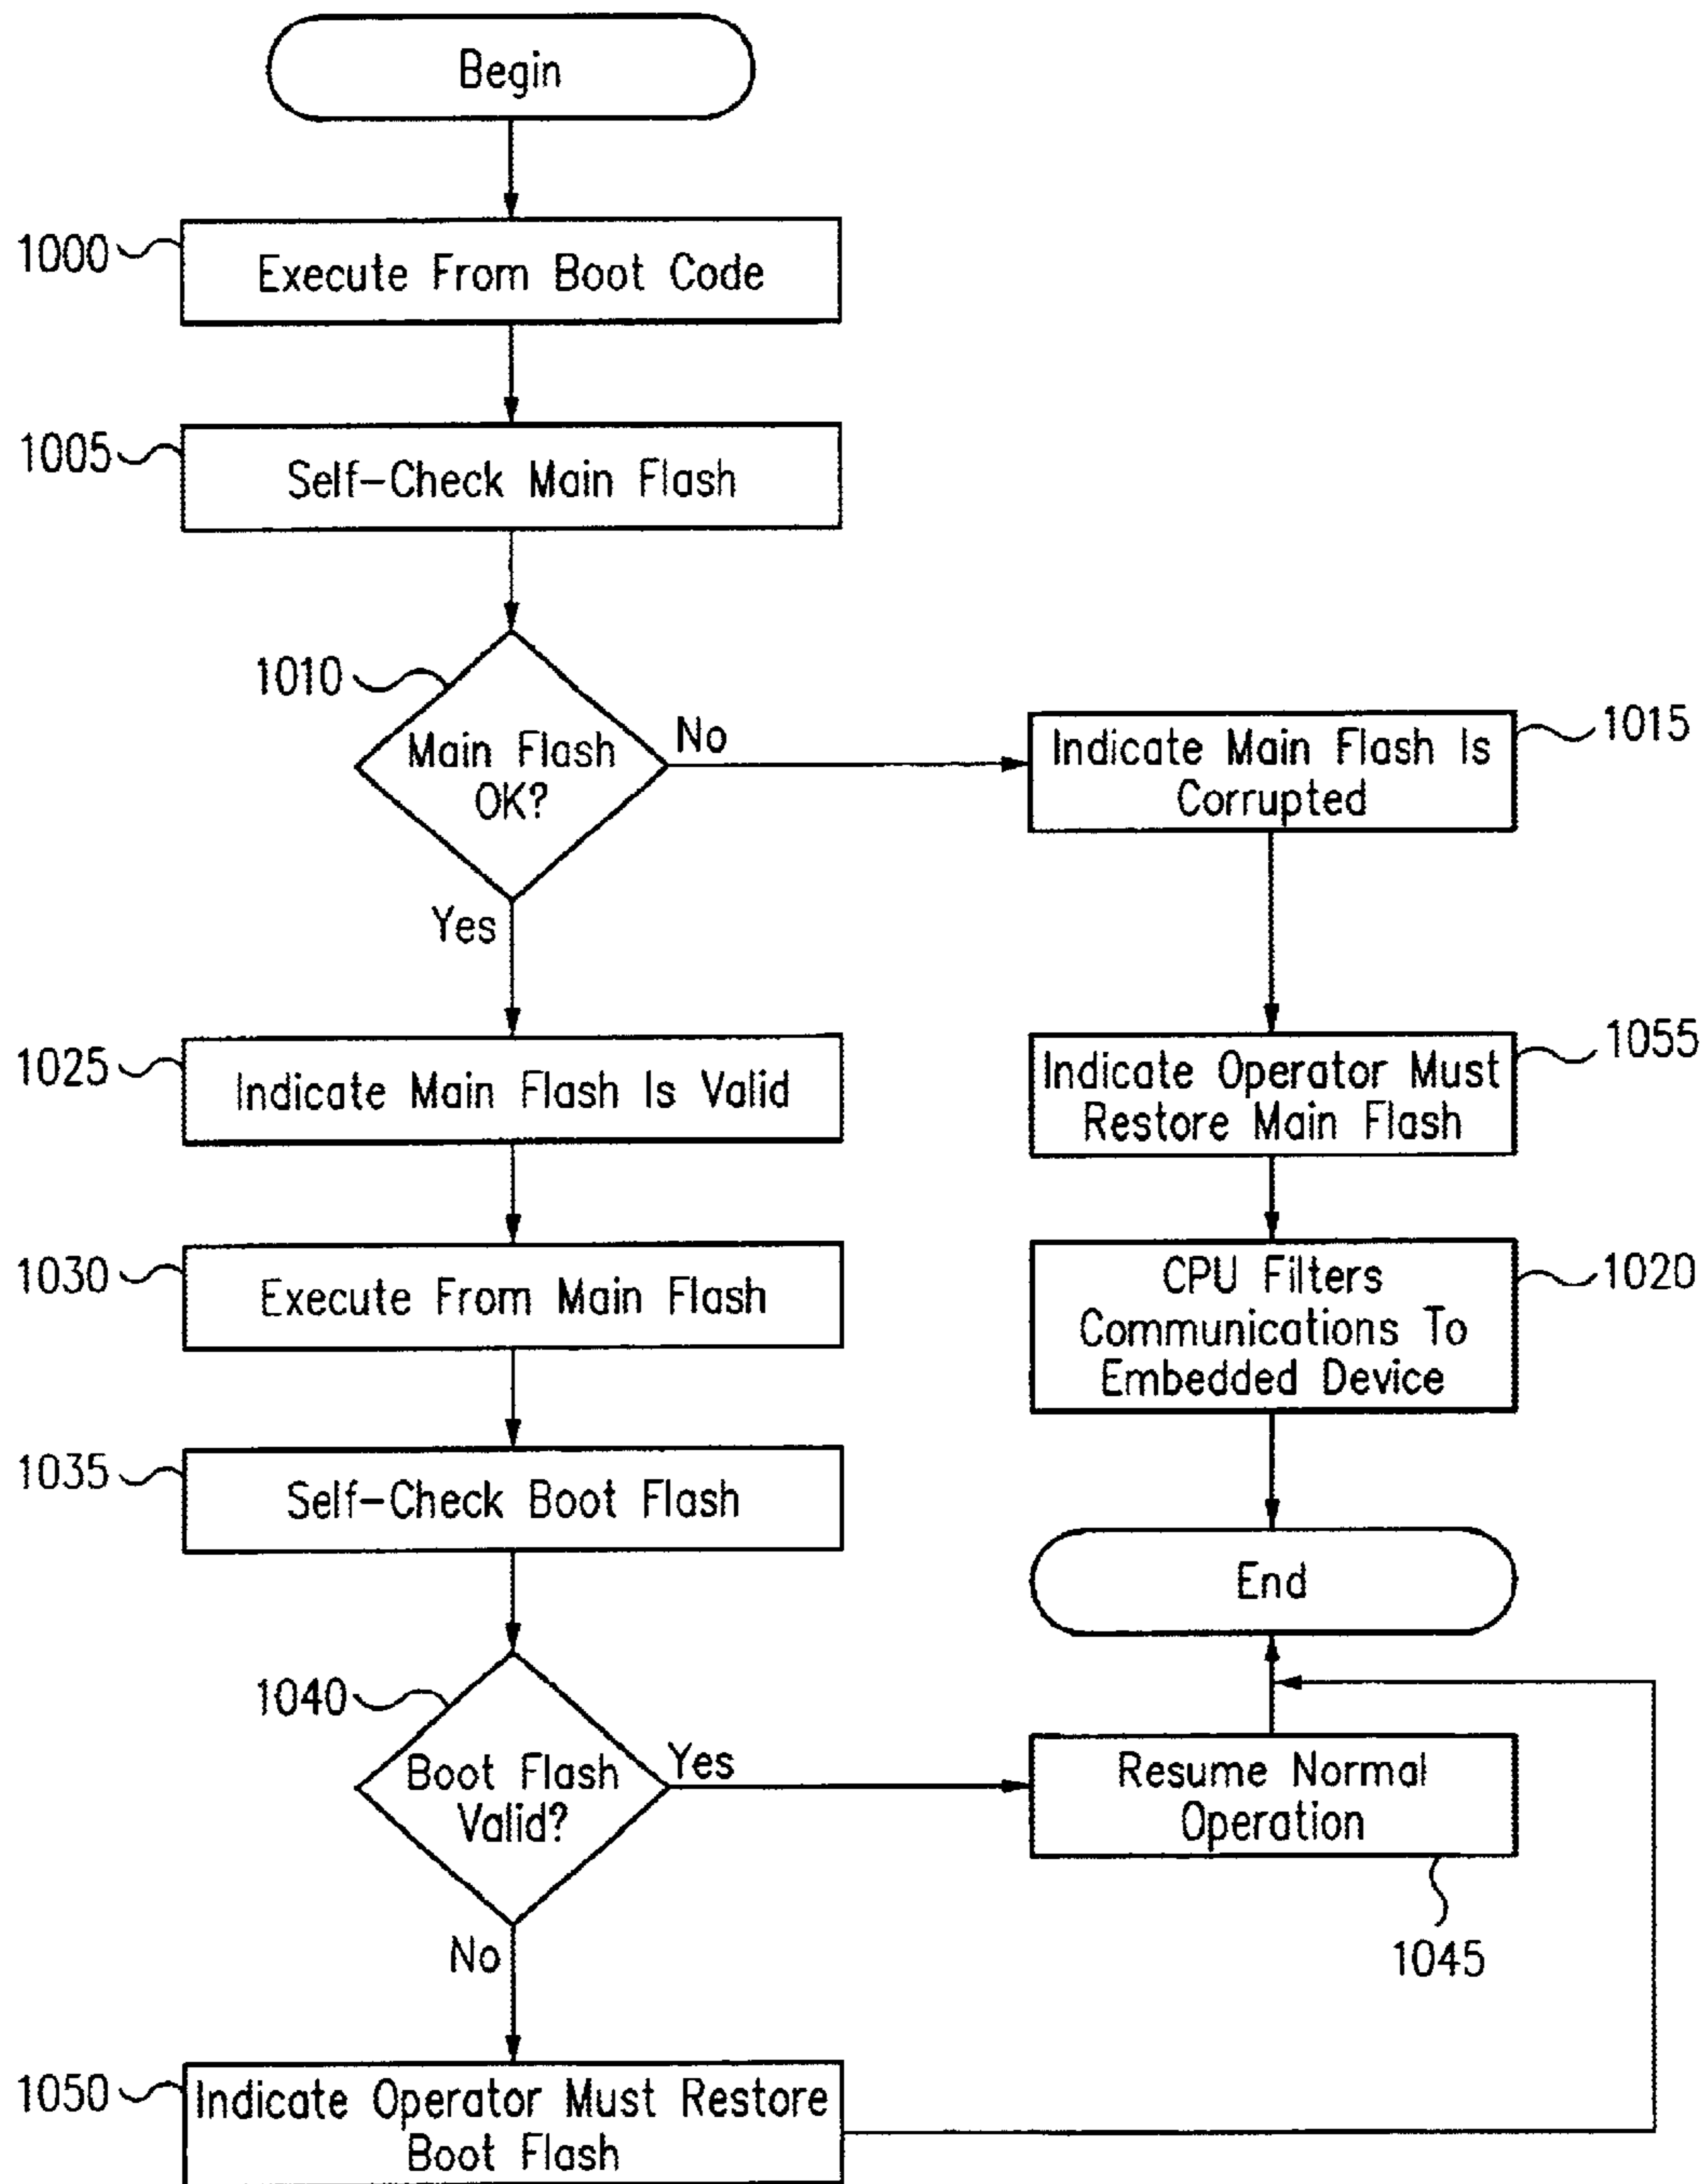 Begin
1000
Execute From Boot Code
1005
Self-Check Main Flash
1010
Main Flash
OK?
No
Yes
Indicate Main Flash Is
Corrupted
1015
1025
Indicate Main Flash Is Valid
Indicate Operator Must
Restore Main Flash
1055
1030
Execute From Main Flash
CPU Filters
Communications To
Embedded Device
1020
1035
Self-Check Boot Flash
End
1040
Boot Flash
Valid?
Yes
No
Resume Normal
Operation
1045
1050
Indicate Operator Must Restore
Boot Flash